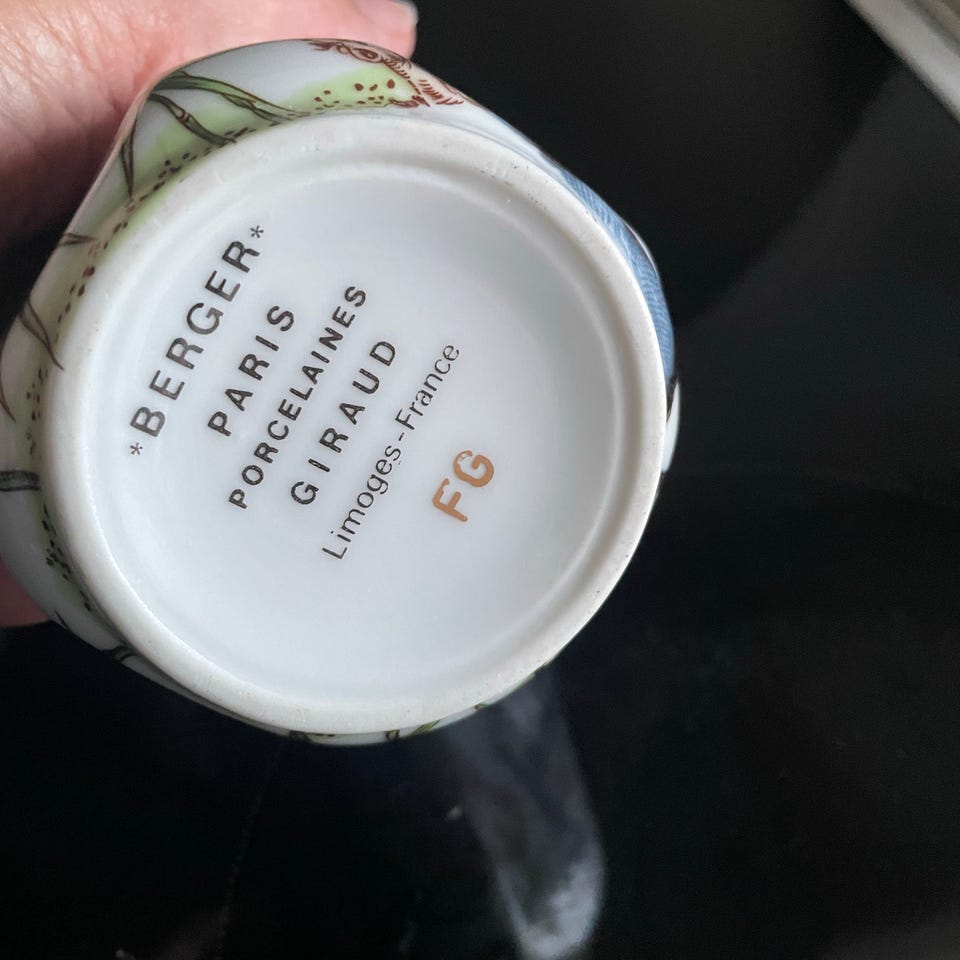 *BERGER*
PARIS
PORCELAINES
GIRAUD
Limoges-France
FG